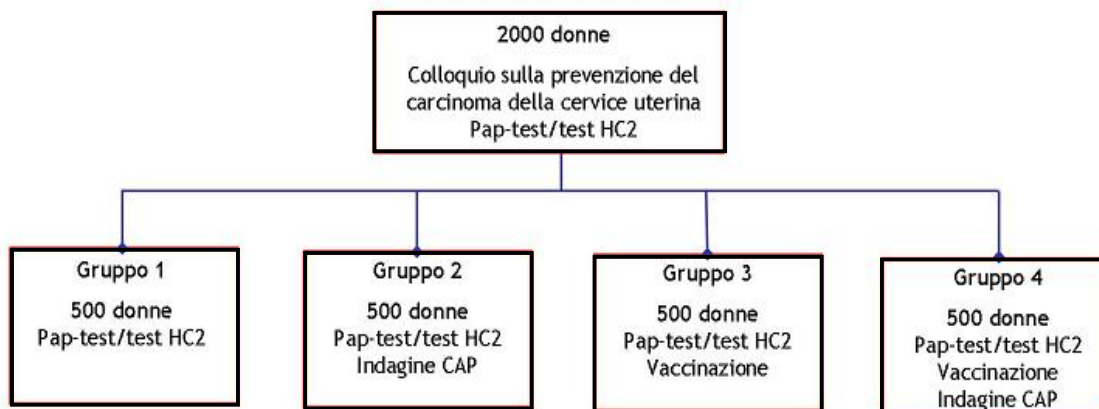 2000 donne
Colloquio sulla prevenzione del
carcinoma della cervice uterina
Pap-test/test HC2
Gruppo 1
500 donne
Pap-test/test HC2
Gruppo 2
500 donne
Pap-test/test HC2
Indagine CAP
Gruppo 3
500 donne
Pap-test/test HC2
Vaccinazione
Gruppo 4
500 donne
Pap-test/test HC2
Vaccinazione
Indagine CAP